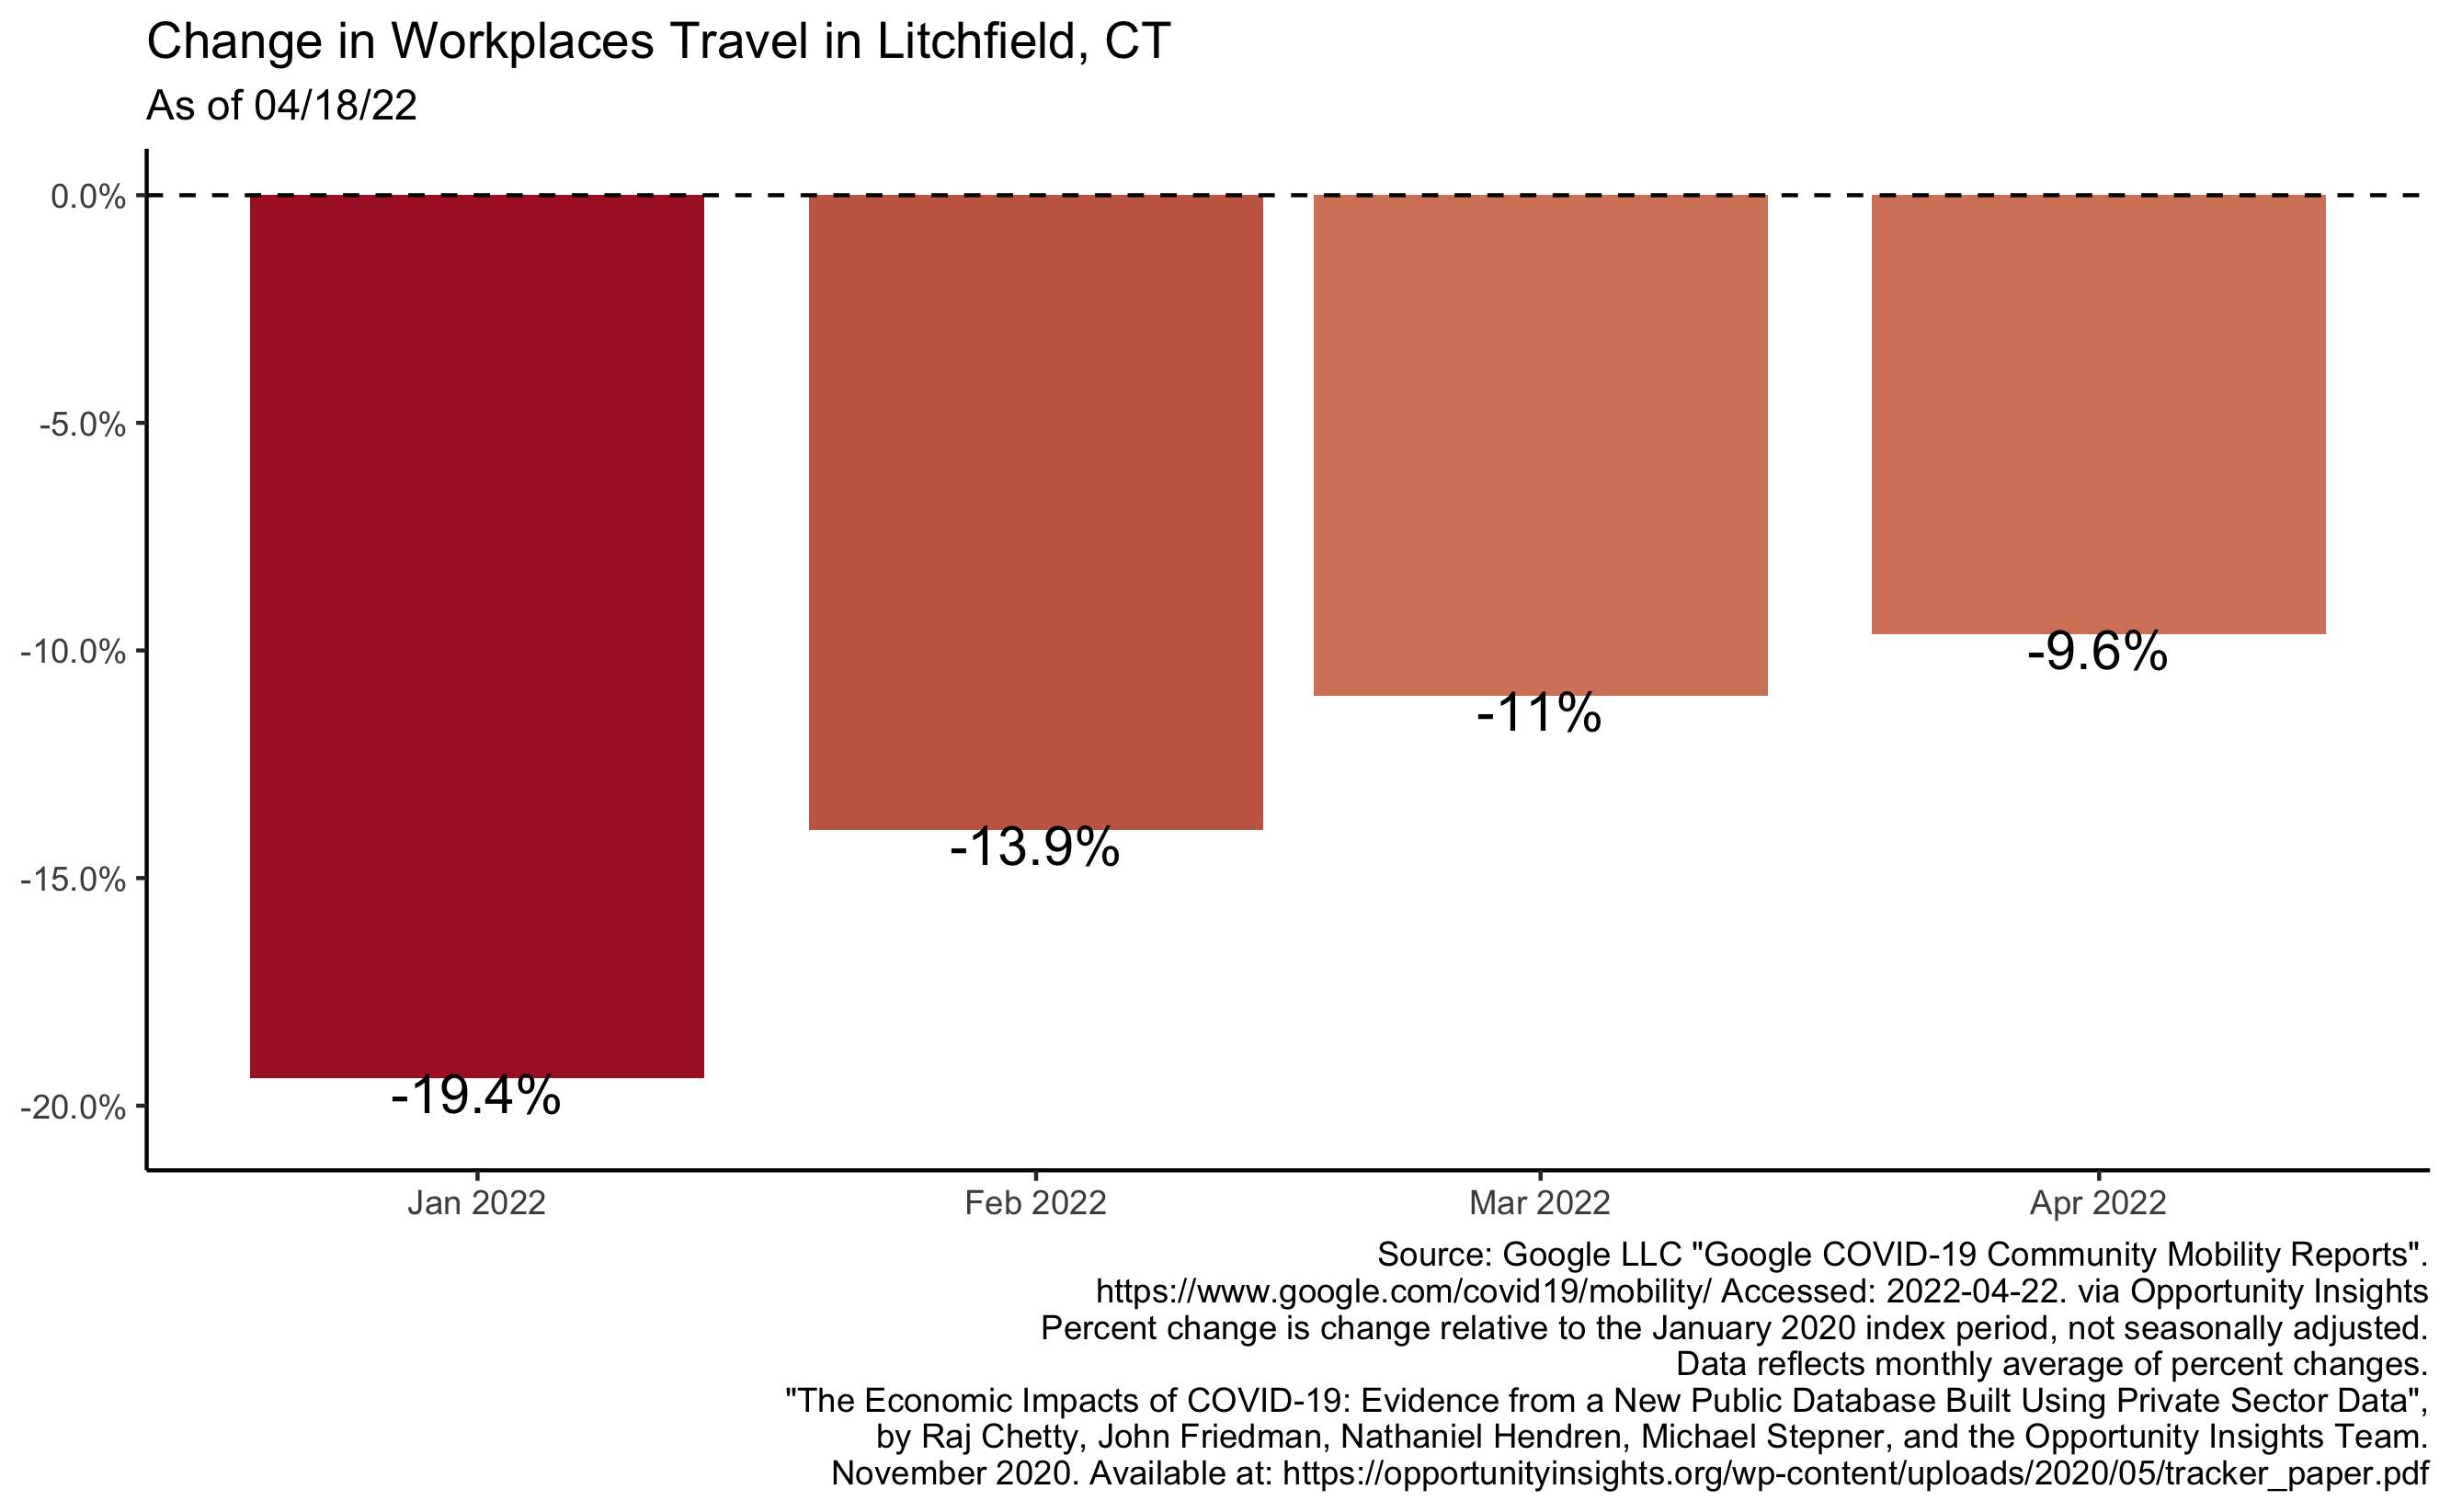 Change in Workplaces Travel in Litchfield, CT
As of 04/18/22
0.0%
-5.0%
-10.0%
-15.0%
-20.0%
-19.4%
-13.9%
-11%
-9.6%
Jan 2022
Feb 2022
Mar 2022
Apr 2022
Source: Google LLC "Google COVID-19 Community Mobility Reports".
https://www.google.com/covid19/mobility/ Accessed: 2022-04-22. via Opportunity Insights
Percent change is change relative to the January 2020 index period, not seasonally adjusted.
Data reflects monthly average of percent changes.
"The Economic Impacts of COVID-19: Evidence from a New Public Database Built Using Private Sector Data",
by Raj Chetty, John Friedman, Nathaniel Hendren, Michael Stepner, and the Opportunity Insights Team.
November 2020. Available at: https://opportunityinsights.org/wp-content/uploads/2020/05/tracker_paper.pdf